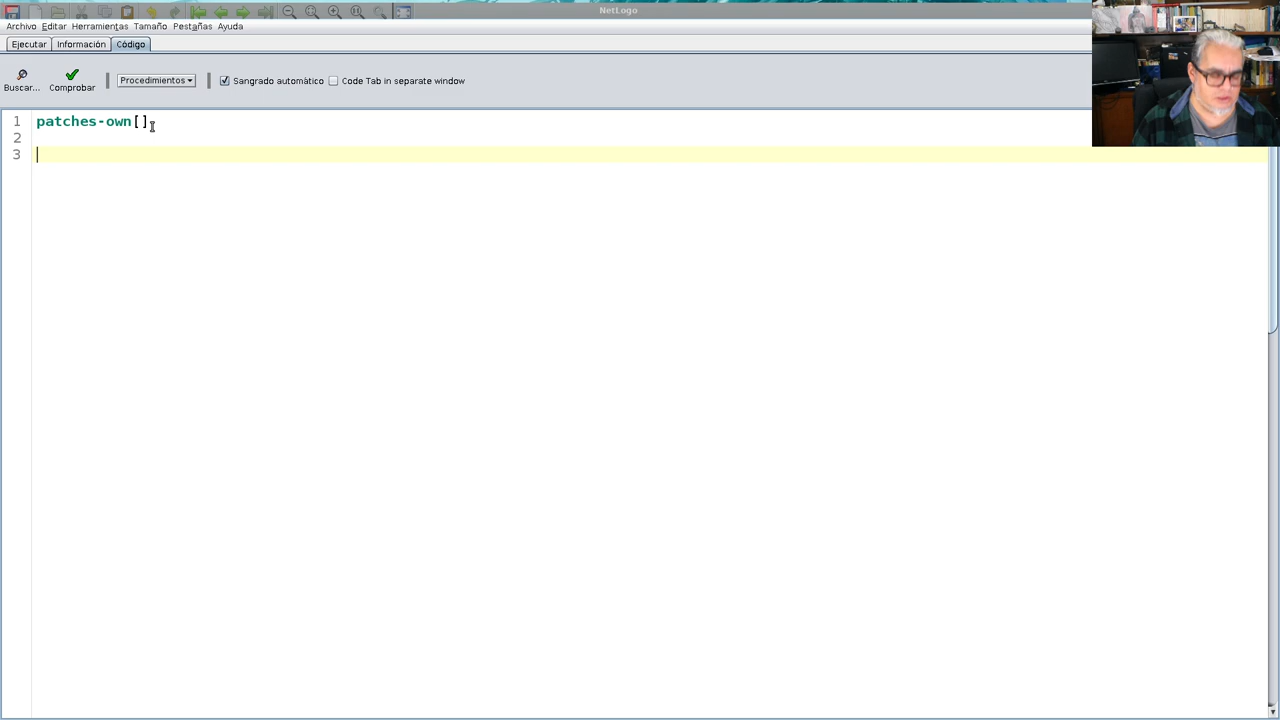 NetLogo
Archivo Editar Herramientas Tamaño Pestañas Ayuda
Ejecutar Información Código
Buscar... Comprobar Procedimientos Sangrado automático Code Tab in separate window
1 patches-own[]
2
3